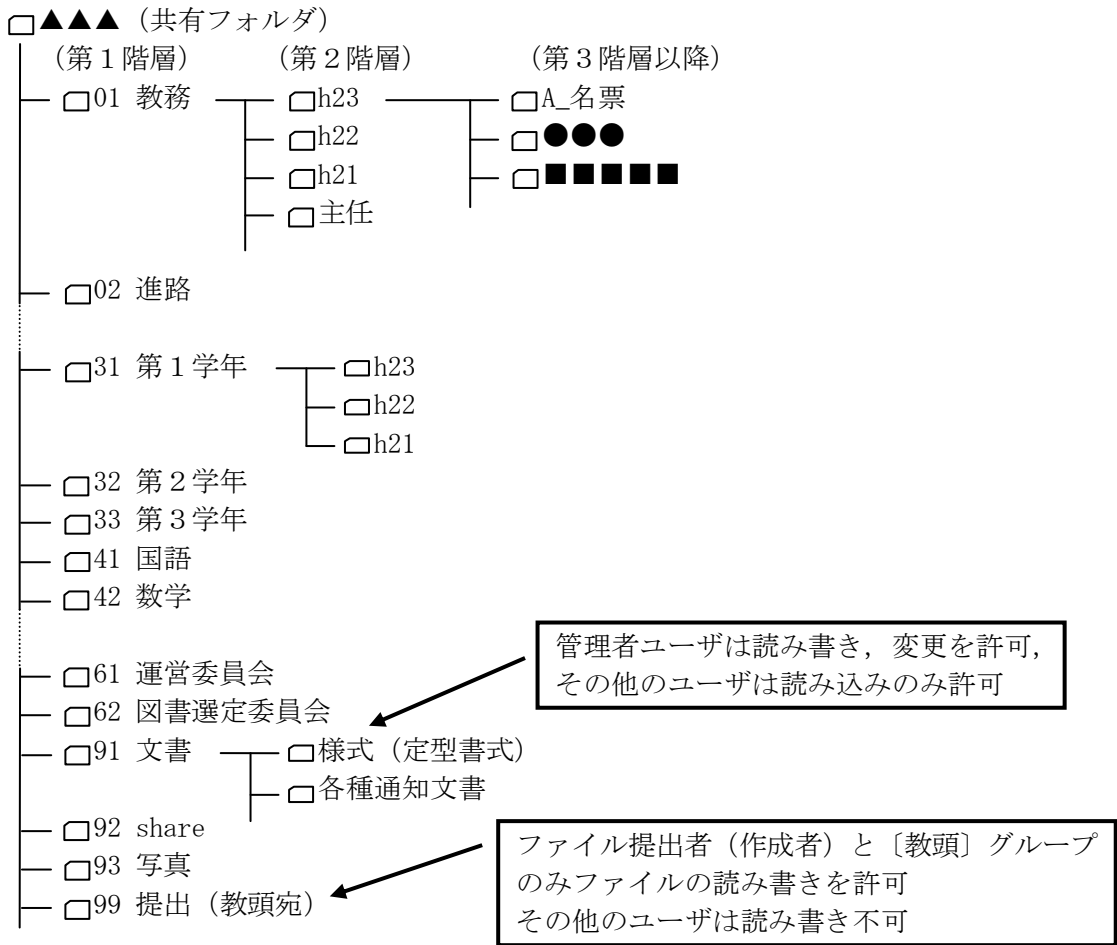 ▲▲▲（共有フォルダ）
（第１階層）　（第２階層）　（第３階層以降）
01 教務　h23　A_名票
h22　●●●
h21　■■■■■
主任
02 進路
31 第１学年　h23
h22
h21
32 第２学年
33 第３学年
41 国語
42 数学
管理者ユーザは読み書き，変更を許可，
その他のユーザは読み込みのみ許可
61 運営委員会
62 図書選定委員会
91 文書　様式（定型書式）
各種通知文書
92 share
93 写真
99 提出（教頭宛）
ファイル提出者（作成者）と〔教頭〕グループ
のみファイルの読み書きを許可
その他のユーザは読み書き不可